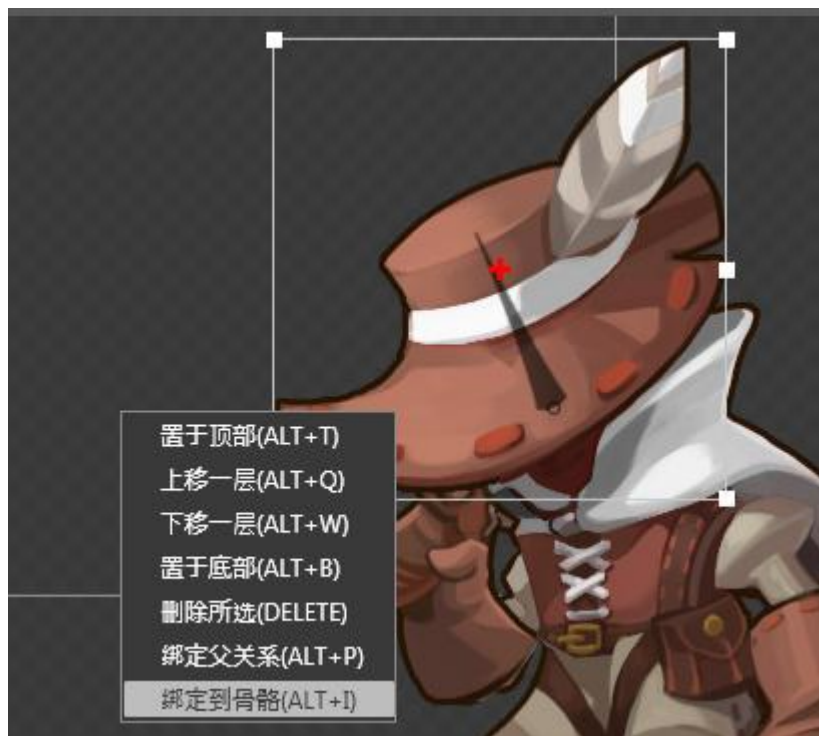 置于顶部(ALT+T)
上移一层(ALT+Q)
下移一层(ALT+W)
置于底部(ALT+B)
删除所选(DELETE)
绑定父关系(ALT+P)
绑定到骨骼(ALT+I)